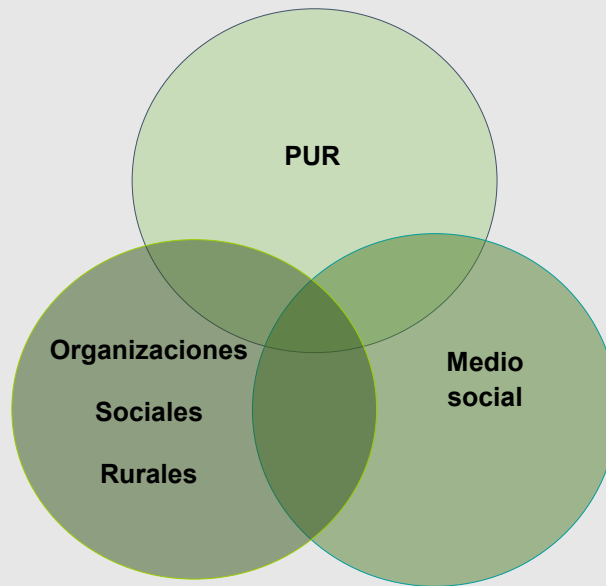 PUR
Organizaciones
Sociales
Rurales
Medio
social